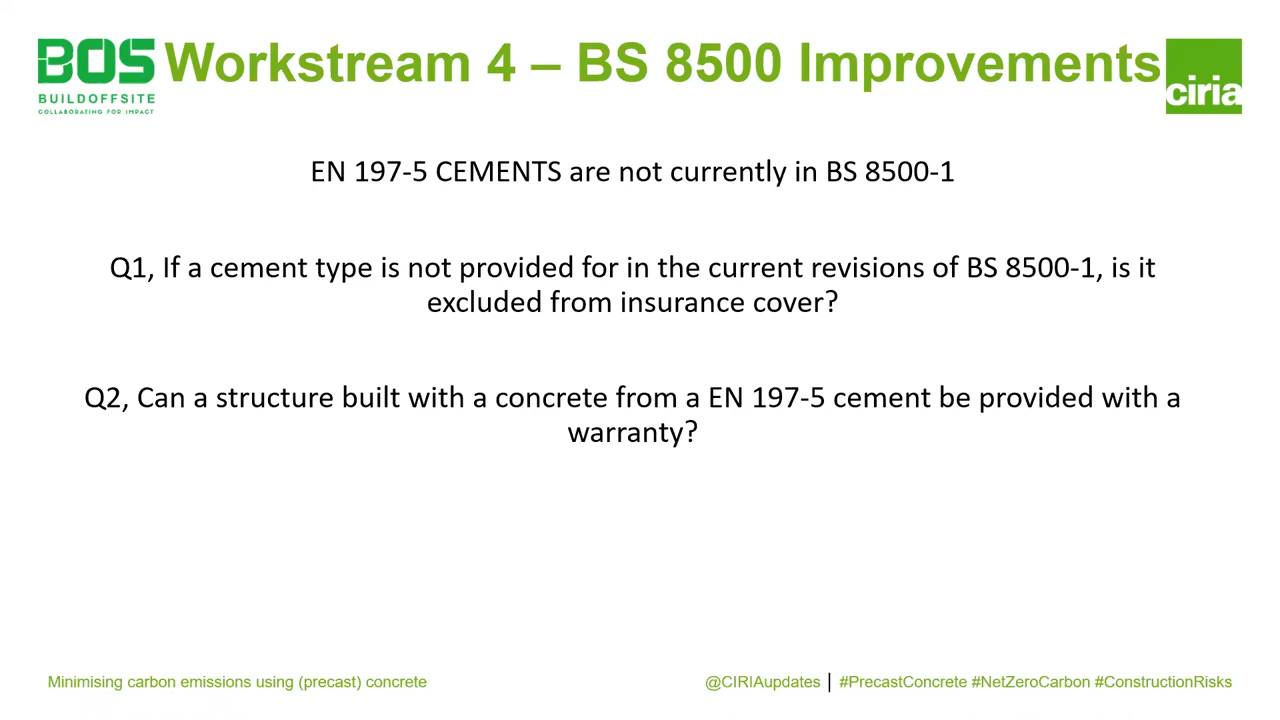 BOS
BUILDOFFSITE
COLLABORATING FOR IMPACT
Workstream 4 – BS 8500 Improvements
ciria
EN 197-5 CEMENTS are not currently in BS 8500-1
Q1, If a cement type is not provided for in the current revisions of BS 8500-1, is it
excluded from insurance cover?
Q2, Can a structure built with a concrete from a EN 197-5 cement be provided with a
warranty?
Minimising carbon emissions using (precast) concrete
@CIRIAupdates | #PrecastConcrete #NetZeroCarbon #ConstructionRisks